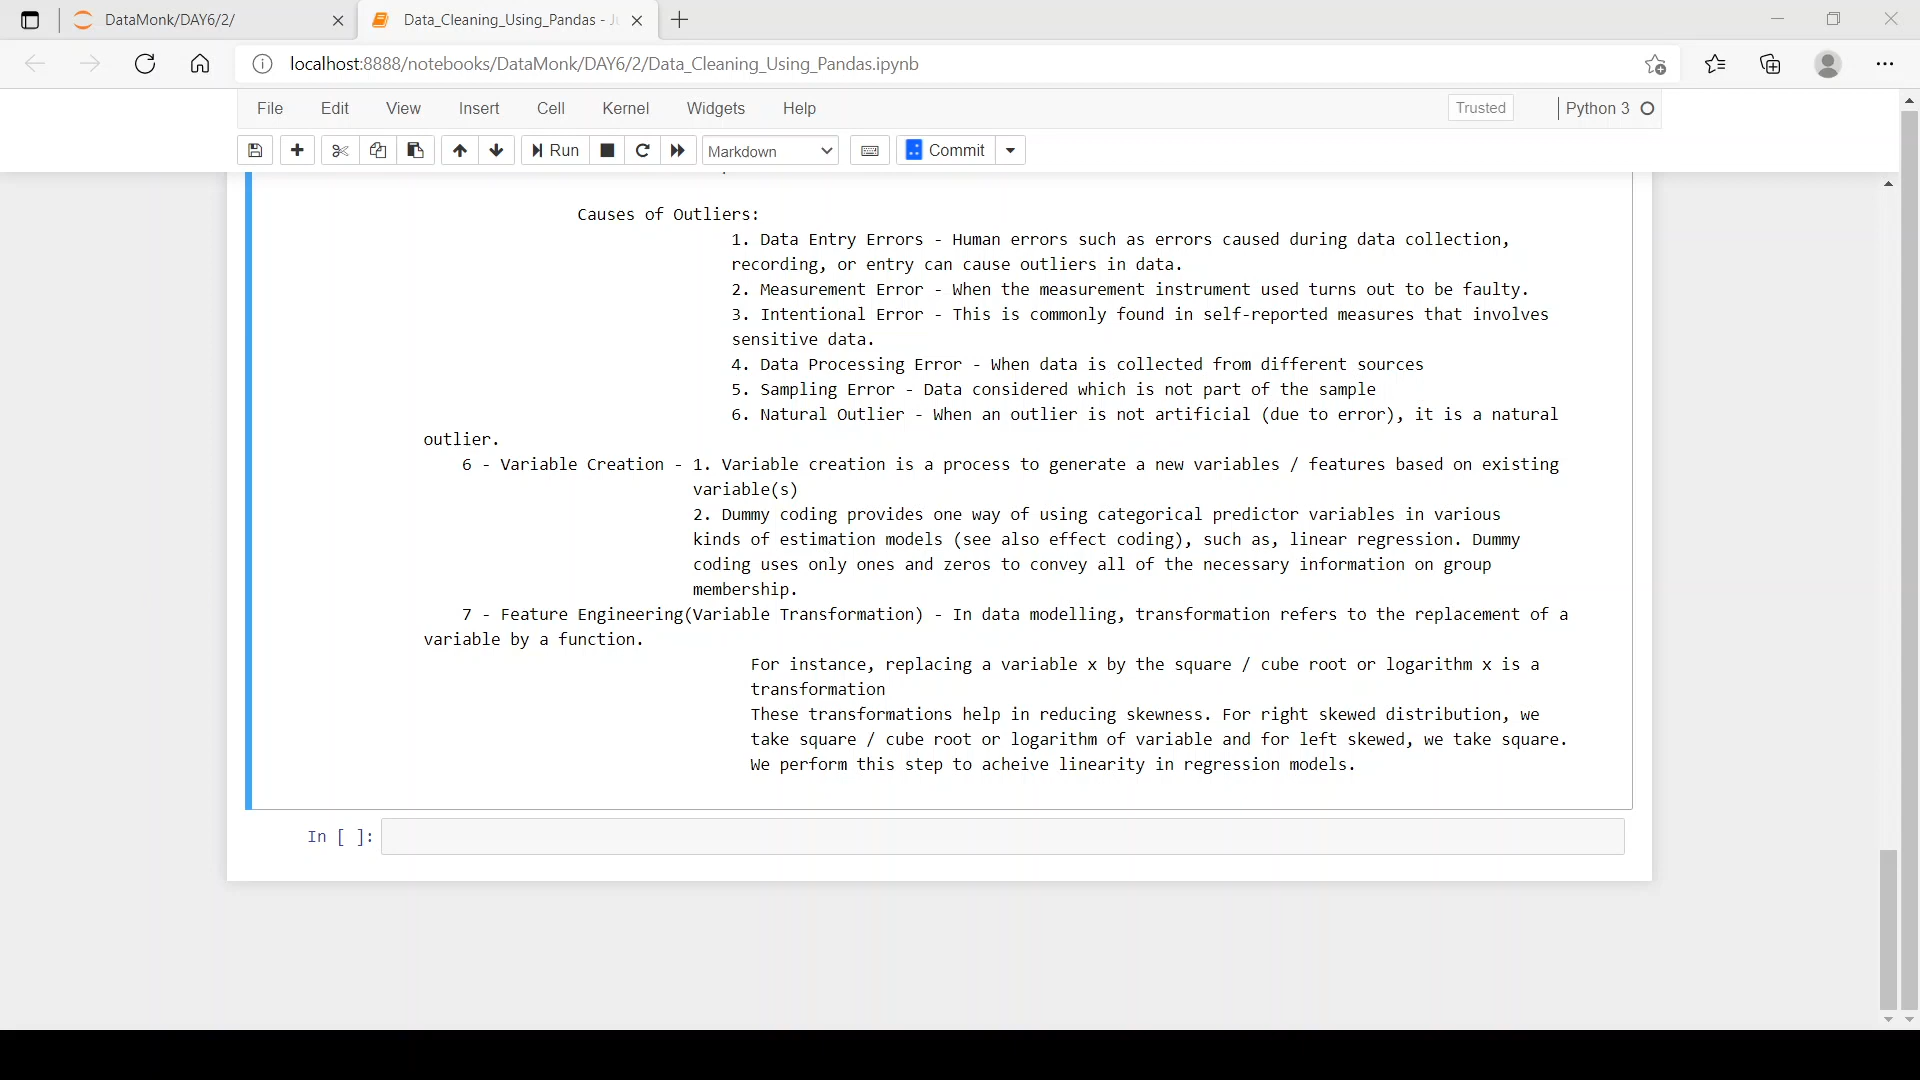 DataMonk/DAY6/2/
Data_Cleaning_Using_Pandas - Ju
localhost:8888/notebooks/DataMonk/DAY6/2/Data_Cleaning_Using_Pandas.ipynb
File Edit View Insert Cell Kernel Widgets Help Trusted Python 3
Run Markdown Commit
Causes of Outliers:
1. Data Entry Errors - Human errors such as errors caused during data collection,
recording, or entry can cause outliers in data.
2. Measurement Error - When the measurement instrument used turns out to be faulty.
3. Intentional Error - This is commonly found in self-reported measures that involves
sensitive data.
4. Data Processing Error - When data is collected from different sources
5. Sampling Error - Data considered which is not part of the sample
6. Natural Outlier - When an outlier is not artificial (due to error), it is a natural
outlier.
6 - Variable Creation - 1. Variable creation is a process to generate a new variables / features based on existing
variable(s)
2. Dummy coding provides one way of using categorical predictor variables in various
kinds of estimation models (see also effect coding), such as, linear regression. Dummy
coding uses only ones and zeros to convey all of the necessary information on group
membership.
7 - Feature Engineering(Variable Transformation) - In data modelling, transformation refers to the replacement of a
variable by a function.
For instance, replacing a variable x by the square / cube root or logarithm x is a
transformation
These transformations help in reducing skewness. For right skewed distribution, we
take square / cube root or logarithm of variable and for left skewed, we take square.
We perform this step to acheive linearity in regression models.
In [ ]: